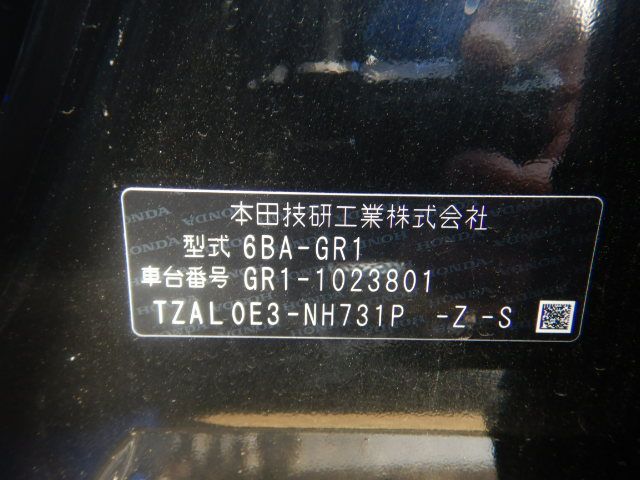 本田技研工業株式会社
型式 6BA-GR1
車台番号 GR1-1023801
TZAL0E3-NH731P -Z -S